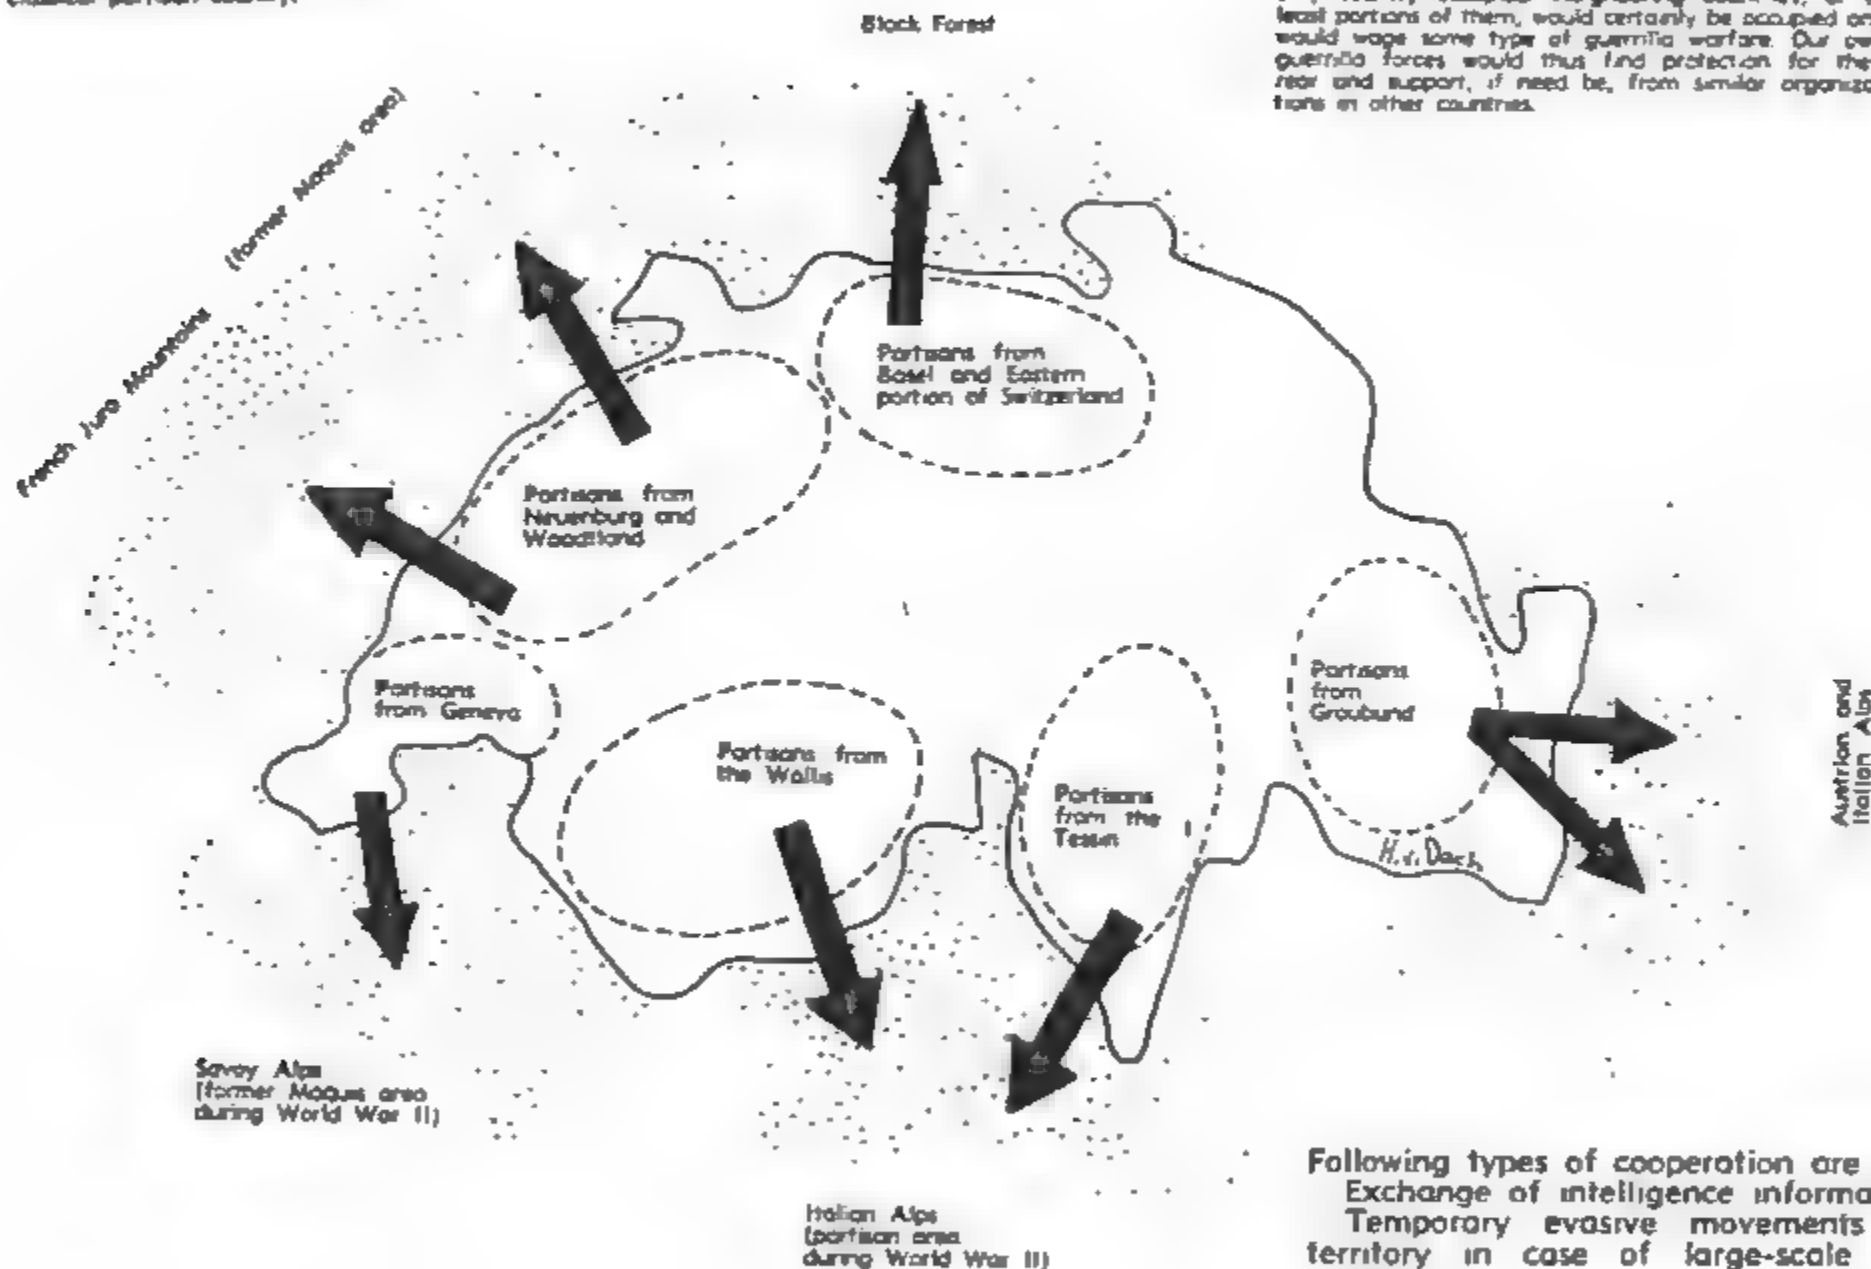 classical partisan country.
least portions of them, would certainly be occupied
would wage some type of guerrilla warfare. Our
guerrilla forces would thus find protection for
rear and support, if need be, from similar
tions in other countries.
Black Forest
(former Maquis area)
French Jura Mountains
Partisans from
Basel and Eastern
portion of Switzerland
Partisans from
Neuenburg and
Waadtland
Partisans
from Geneva
Partisans from
the Wallis
Partisans
from the
Tessin
Partisans
from
Graubund
H.v. Dach
Austrian and
Italian Alps
Savoy Alps
(former Maquis area
during World War II)
Italian Alps
(partisan area
during World War II)
Following types of cooperation are
Exchange of intelligence
Temporary evasive movements
territory in case of large-scale